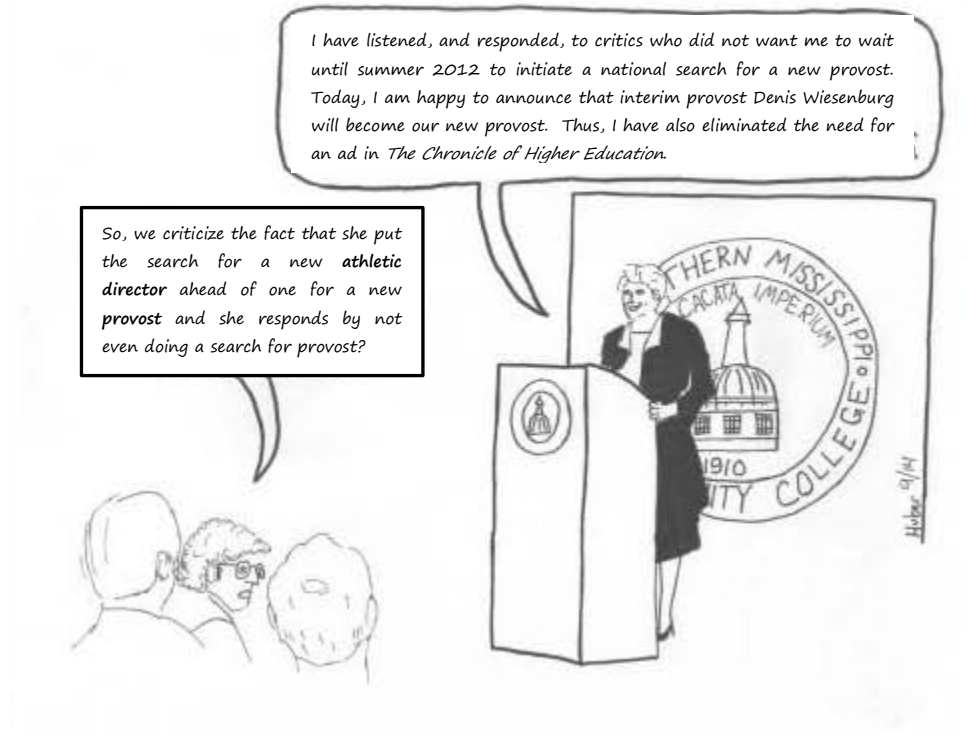 I have listened, and responded, to critics who did not want me to wait
until summer 2012 to initiate a national search for a new provost.
Today, I am happy to announce that interim provost Denis Wiesenburg
will become our new provost. Thus, I have also eliminated the need for
an ad in The Chronicle of Higher Education.
So, we criticize the fact that she put
the search for a new athletic
director ahead of one for a new
provost and she responds by not
even doing a search for provost?
THERN MISSISSIPPI
CACATA IMPERIUM
1910
ITY COLLEGE
Huber 9/14